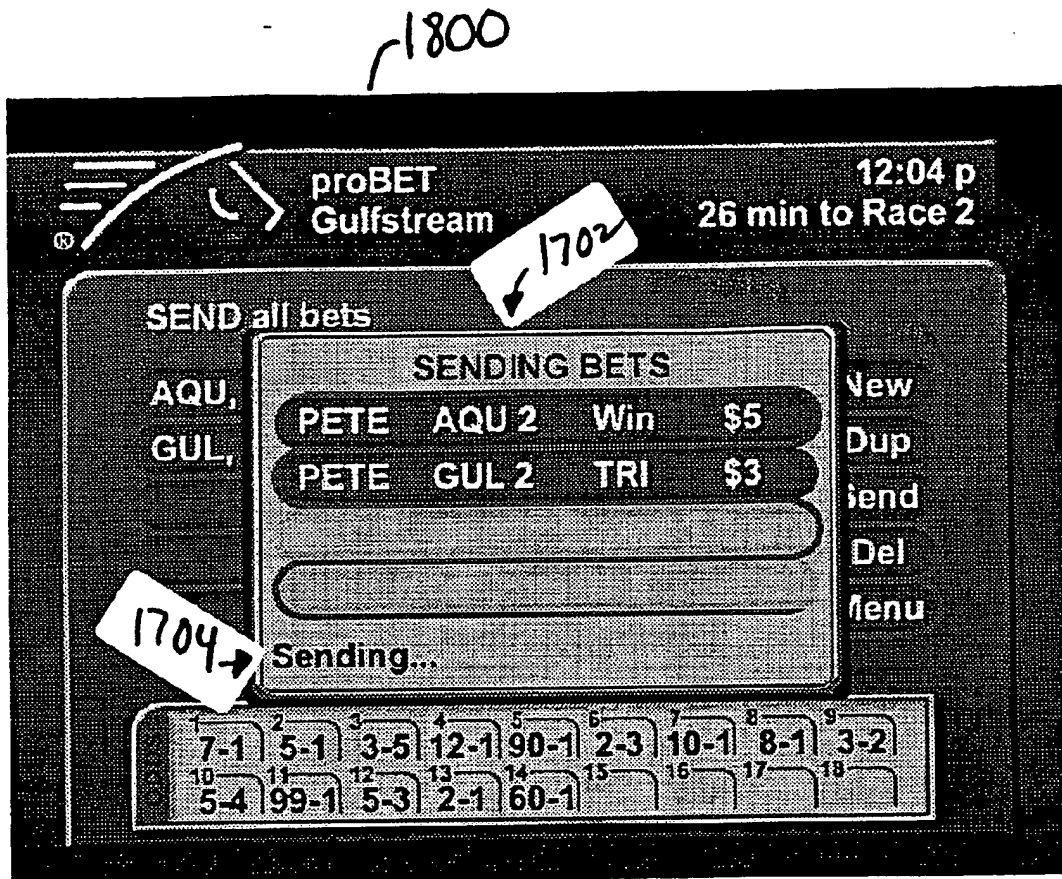 1800
proBET
12:04 p
Gulfstream
26 min to Race 2
®
1702
SEND all bets
SENDING BETS
AQU,
New
PETE AQU 2 Win $5
GUL,
Dup
PETE GUL 2 TRI $3
Send
Del
Menu
1704
Sending...
1 2 3 4 5 6 7 8 9
7-1 5-1 3-5 12-1 90-1 2-3 10-1 8-1 3-2
10 11 12 13 14 15 16 17 18
5-4 99-1 5-3 2-1 60-1